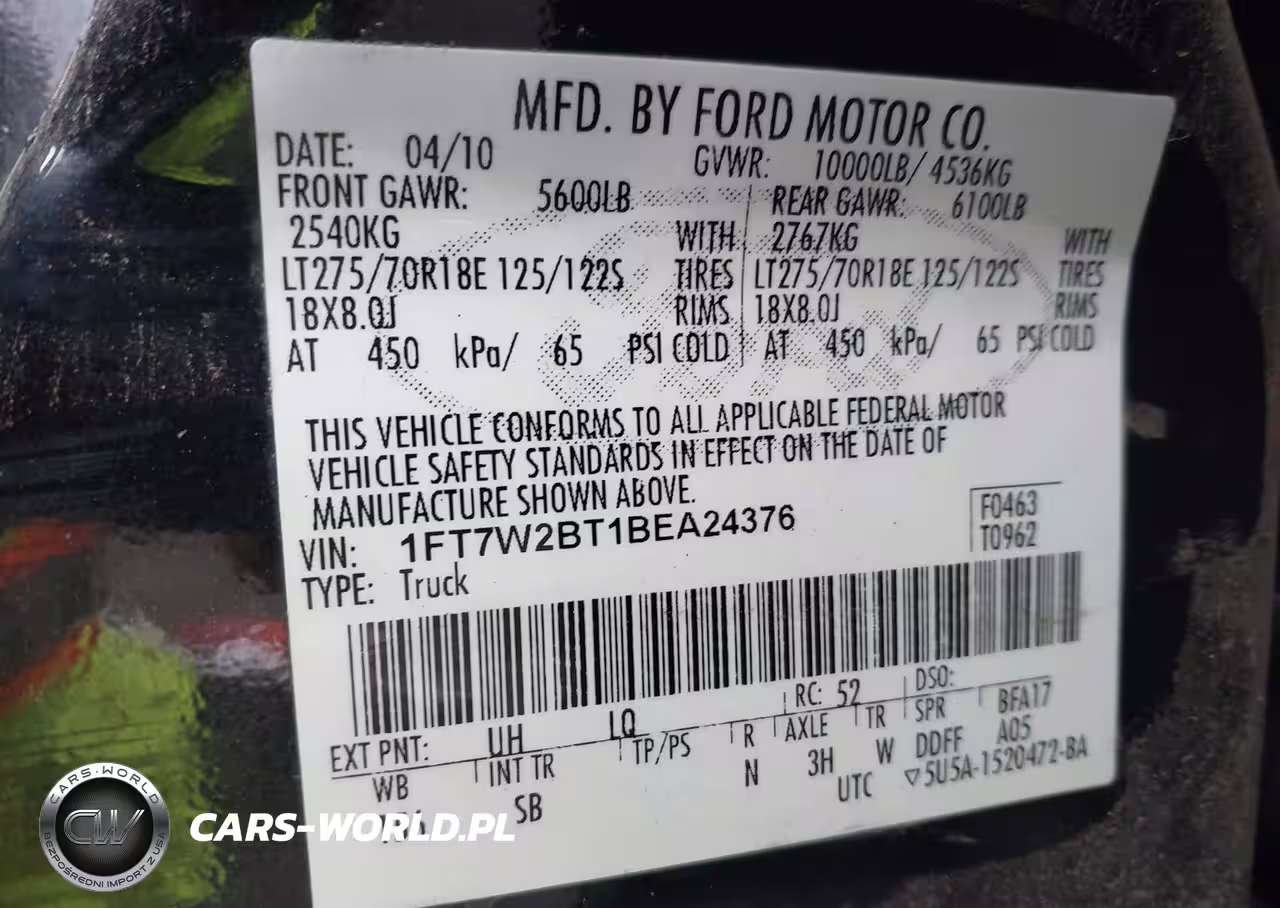 MFD. BY FORD MOTOR CO.
DATE: 04/10 GVWR: 10000LB/ 4536KG
FRONT GAWR: 5600LB REAR GAWR: 6100LB
2540KG WITH 2767KG WITH
LT275/70R18E 125/122S TIRES LT275/70R18E 125/122S TIRES
18X8.0J RIMS 18X8.0J RIMS
AT 450 kPa/ 65 PSI COLD AT 450 kPa/ 65 PSI COLD
THIS VEHICLE CONFORMS TO ALL APPLICABLE FEDERAL MOTOR
VEHICLE SAFETY STANDARDS IN EFFECT ON THE DATE OF
MANUFACTURE SHOWN ABOVE.
VIN: 1FT7W2BT1BEA24376
F0463
T0962
TYPE: Truck
EXT PNT: UH LQ RC: 52 DSO:
WB INT TR TP/PS R AXLE TR SPR BFA17
SB N 3H W DDFF A05
UTC ▽5U5A-1520472-BA
CARS-WORLD
CW
BEZPOŚREDNI IMPORT Z USA
CARS-WORLD.PL